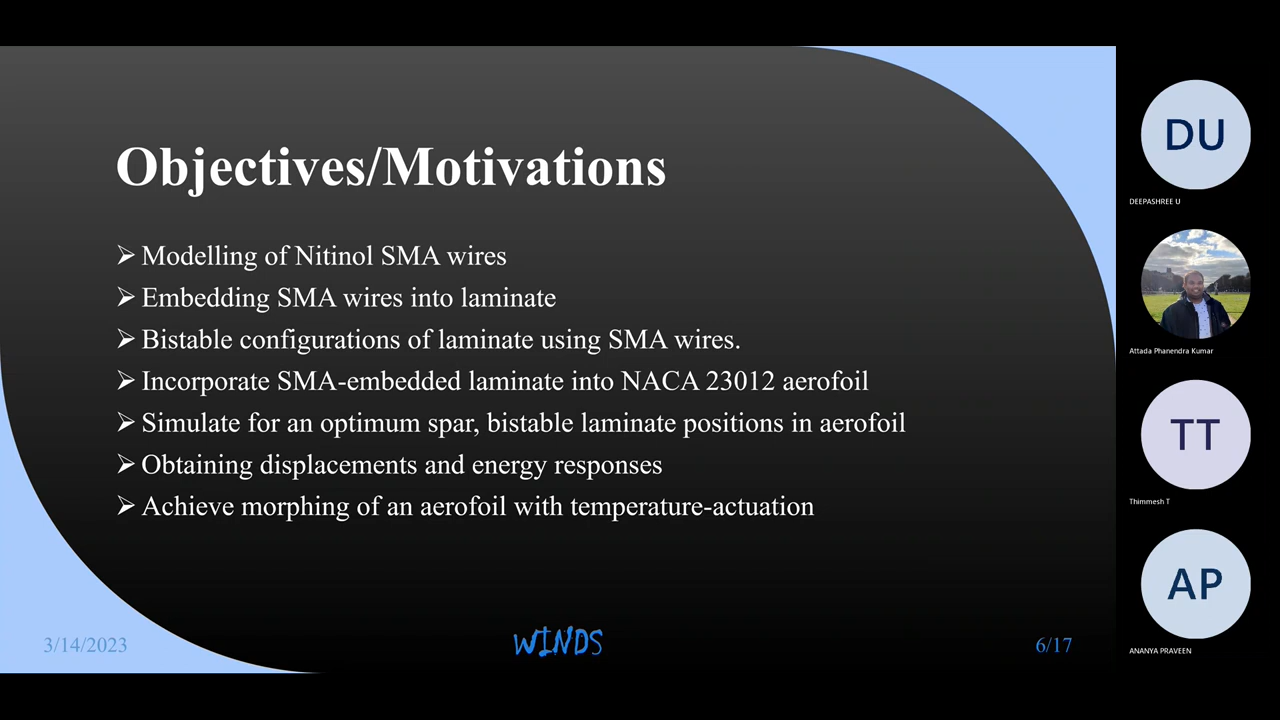 Objectives/Motivations
Modelling of Nitinol SMA wires
Embedding SMA wires into laminate
Bistable configurations of laminate using SMA wires.
Incorporate SMA-embedded laminate into NACA 23012 aerofoil
Simulate for an optimum spar, bistable laminate positions in aerofoil
Obtaining displacements and energy responses
Achieve morphing of an aerofoil with temperature-actuation
3/14/2023
WINDS
6/17
DU
DEEPASHREE U
Attada Phanendra Kumar
TT
Thimmesh T
AP
ANANYA PRAVEEN